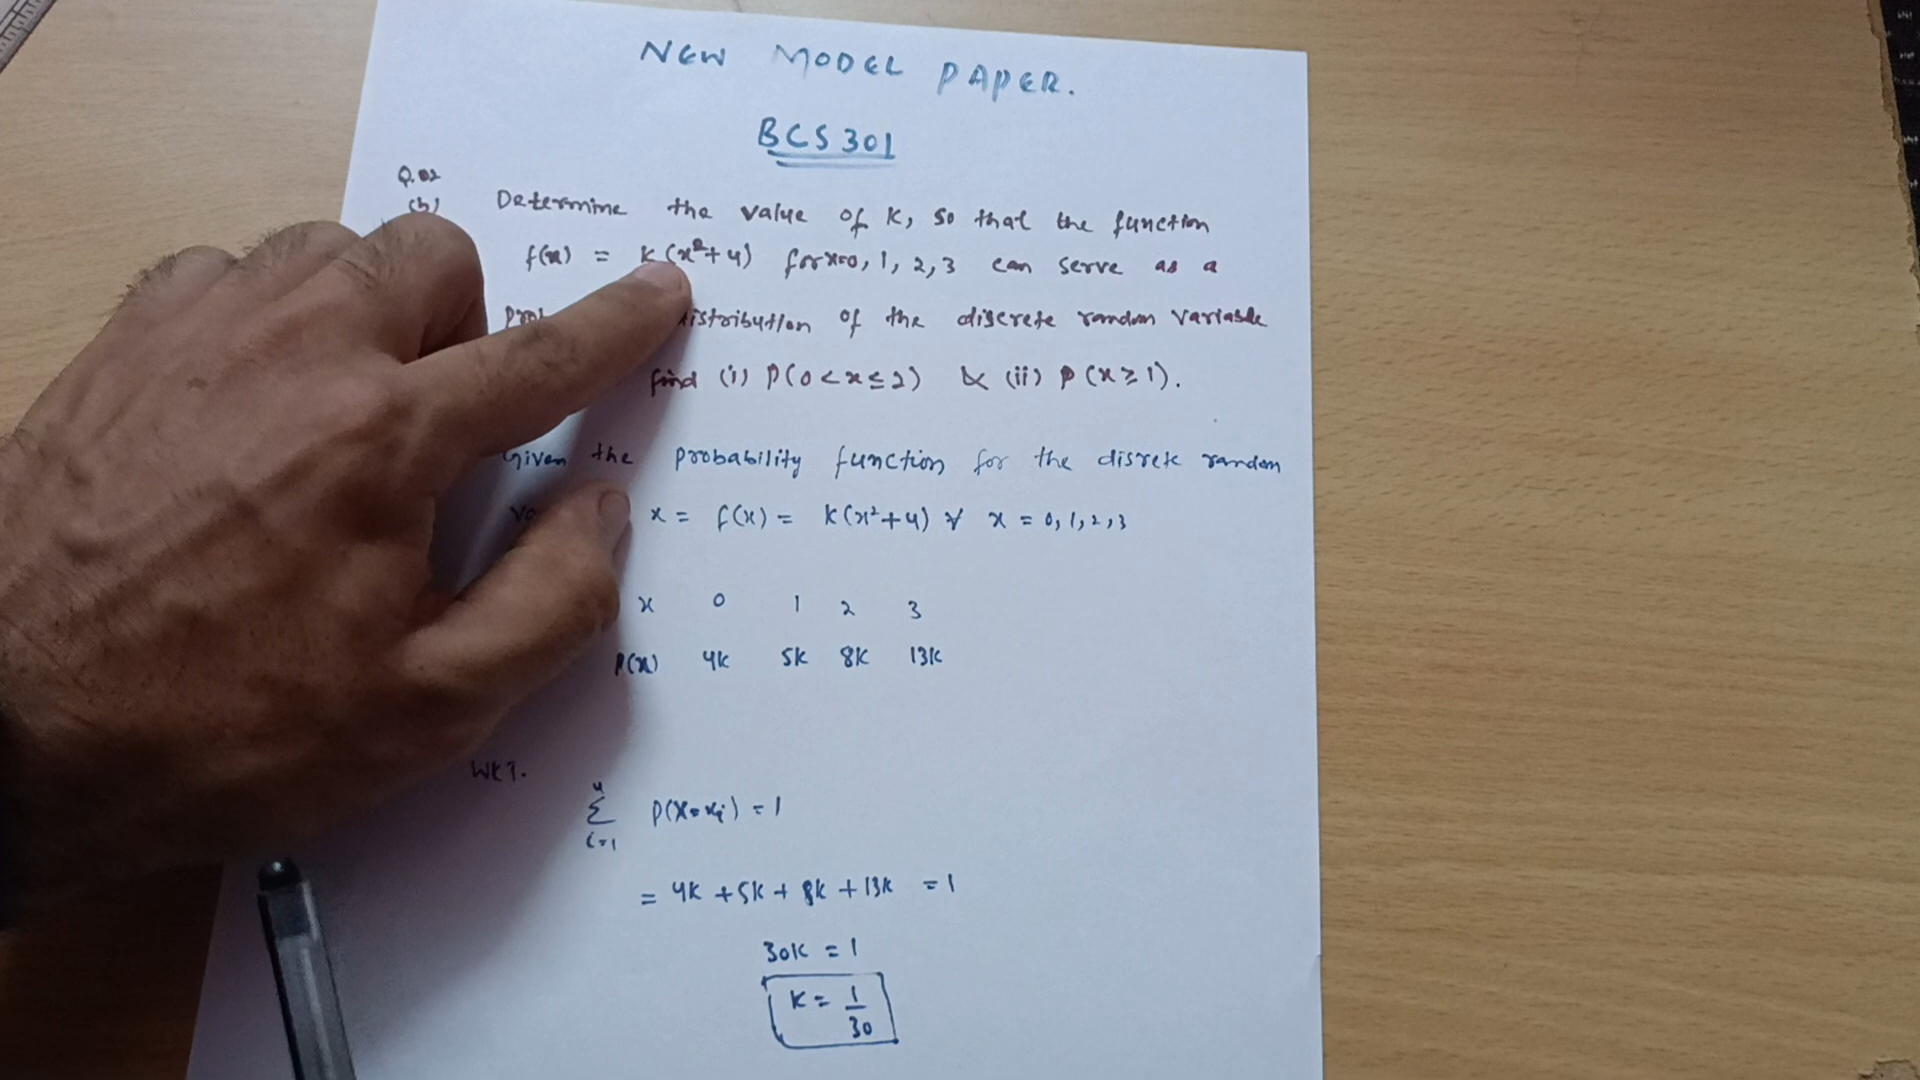 NEW MODEL PAPER.
BCS301
Q.02
(b)
Determine the value of K, so that the function
f(x) = K(x²+4) for x=0, 1, 2, 3 can serve as a
distribution of the discrete random variable
find (i) P(0<x≤2) & (ii) P(x≥1).
Given the probability function for the disrete random
x = f(x) = K(x²+4) ∀ x = 0,1,2,3
x 0 1 2 3
P(x) 4K 5K 8K 13K
WKT.
4
Σ P(X=xi) = 1
i=1
= 4K + 5K + 8K + 13K = 1
30K = 1
K = 1/30